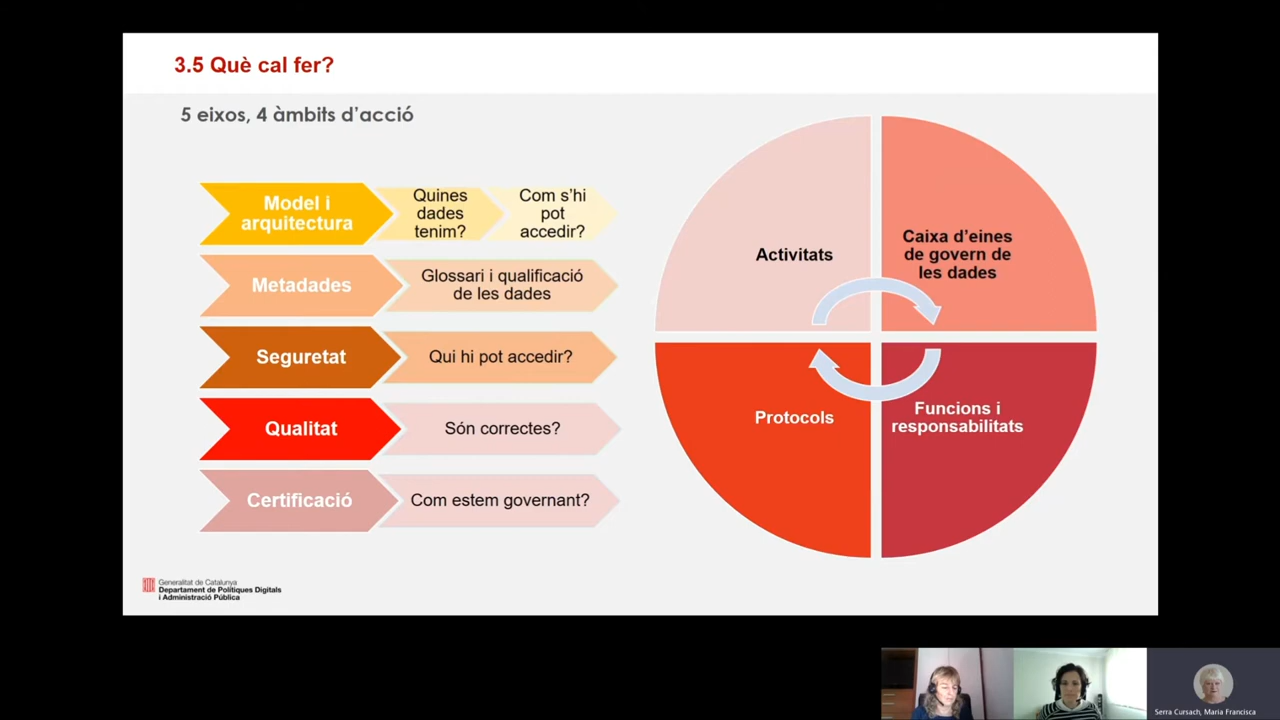 3.5 Què cal fer?
5 eixos, 4 àmbits d'acció
Model i
arquitectura
Quines
dades
tenim?
Com s'hi
pot
accedir?
Metadades
Glossari i qualificació
de les dades
Seguretat
Qui hi pot accedir?
Qualitat
Són correctes?
Certificació
Com estem governant?
Activitats
Caixa d'eines
de govern de
les dades
Protocols
Funcions i
responsabilitats
Generalitat de Catalunya
Departament de Polítiques Digitals
i Administració Pública
Serra Cursach, Maria Francisca